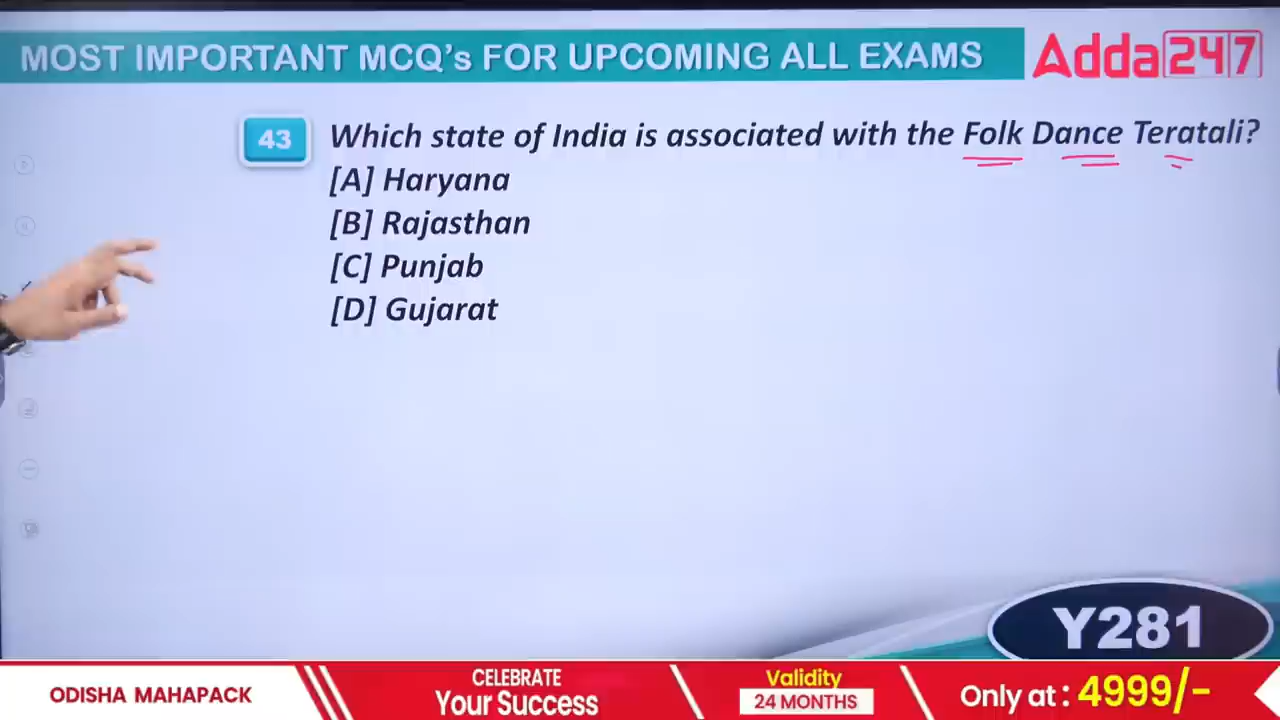 MOST IMPORTANT MCQ's FOR UPCOMING ALL EXAMS
Adda247
43
Which state of India is associated with the Folk Dance Teratali?
[A] Haryana
[B] Rajasthan
[C] Punjab
[D] Gujarat
Y281
ODISHA MAHAPACK
CELEBRATE
Your Success
Validity
24 MONTHS
Only at : 4999/-